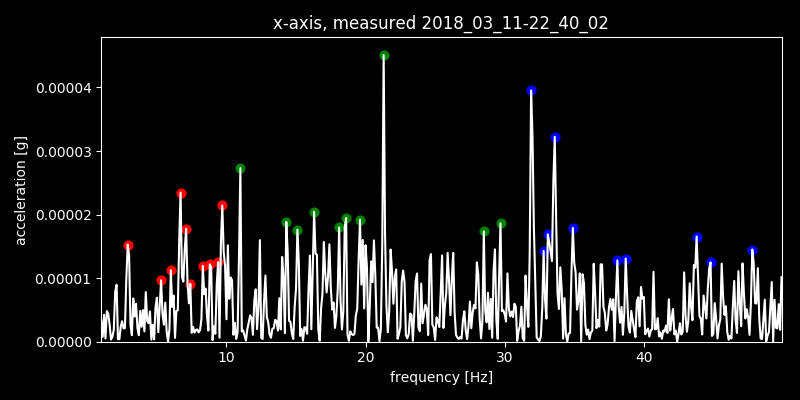 x-axis, measured 2018_03_11-22_40_02
acceleration [g]
0.00004
0.00003
0.00002
0.00001
0.00000
10 20 30 40
frequency [Hz]